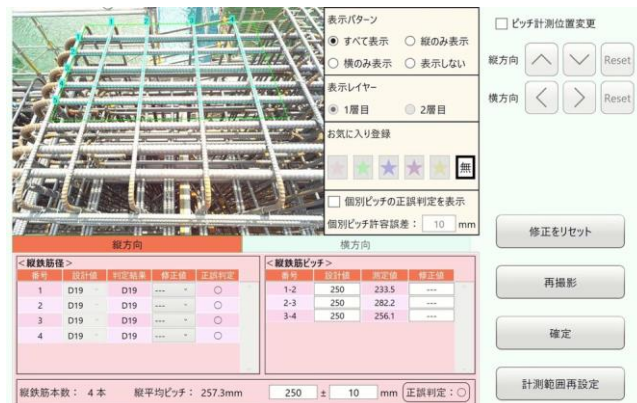 表示パターン
すべて表示 縦のみ表示
横のみ表示 表示しない
表示レイヤー
1層目 2層目
お気に入り登録
無
個別ピッチの正誤判定を表示
個別ピッチ許容誤差： 10 mm
ピッチ計測位置変更
縦方向 Reset
横方向 Reset
修正をリセット
再撮影
確定
計測範囲再設定
縦方向 横方向
＜縦鉄筋径＞
番号 設計値 判定結果 修正値 正誤判定
1 D19 D19 --- ○
2 D19 D19 --- ○
3 D19 D19 --- ○
4 D19 D19 --- ○
＜縦鉄筋ピッチ＞
番号 設計値 測定値 修正値
1-2 250 233.5 ---
2-3 250 282.2 ---
3-4 250 256.1 ---
縦鉄筋本数： 4 本 縦平均ピッチ： 257.3mm 250 ± 10 mm 正誤判定：○